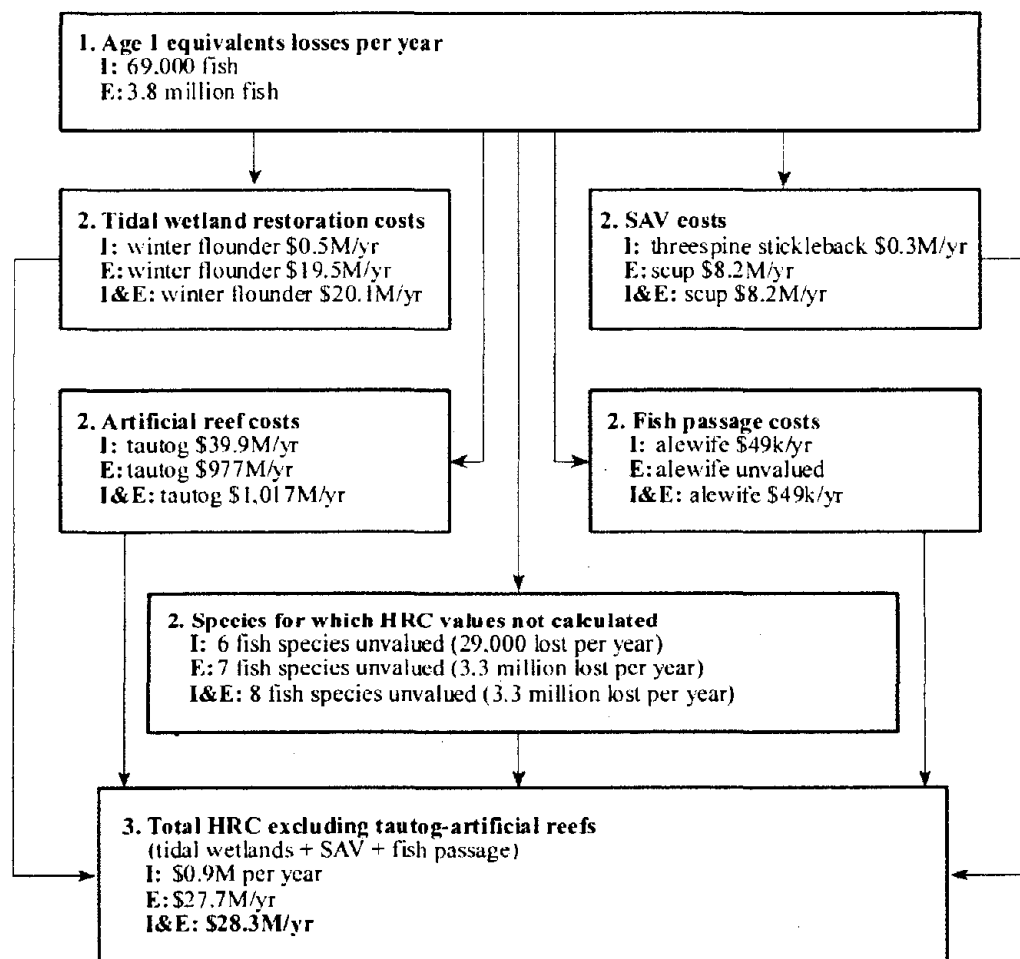 1. Age 1 equivalents losses per year
I: 69.000 fish
E: 3.8 million fish
2. Tidal wetland restoration costs
I: winter flounder $0.5M/yr
E: winter flounder $19.5M/yr
I&E: winter flounder $20.1M/yr
2. SAV costs
I: threespine stickleback $0.3M/yr
E: scup $8.2M/yr
I&E: scup $8.2M/yr
2. Artificial reef costs
I: tautog $39.9M/yr
E: tautog $977M/yr
I&E: tautog $1,017M/yr
2. Fish passage costs
I: alewife $49k/yr
E: alewife unvalued
I&E: alewife $49k/yr
2. Species for which HRC values not calculated
I: 6 fish species unvalued (29.000 lost per year)
E: 7 fish species unvalued (3.3 million lost per year)
I&E: 8 fish species unvalued (3.3 million lost per year)
3. Total HRC excluding tautog-artificial reefs
(tidal wetlands + SAV + fish passage)
I: $0.9M per year
E: $27.7M/yr
I&E: $28.3M/yr